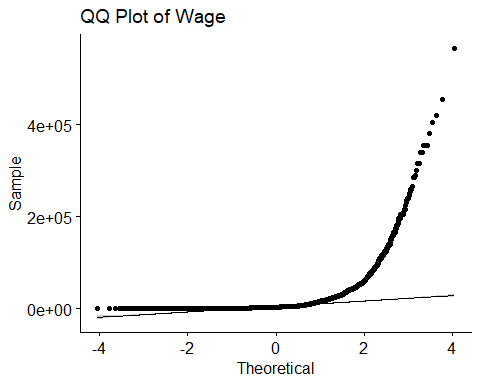 QQ Plot of Wage
4e+05
2e+05
0e+00
Sample
-4 -2 0 2 4
Theoretical